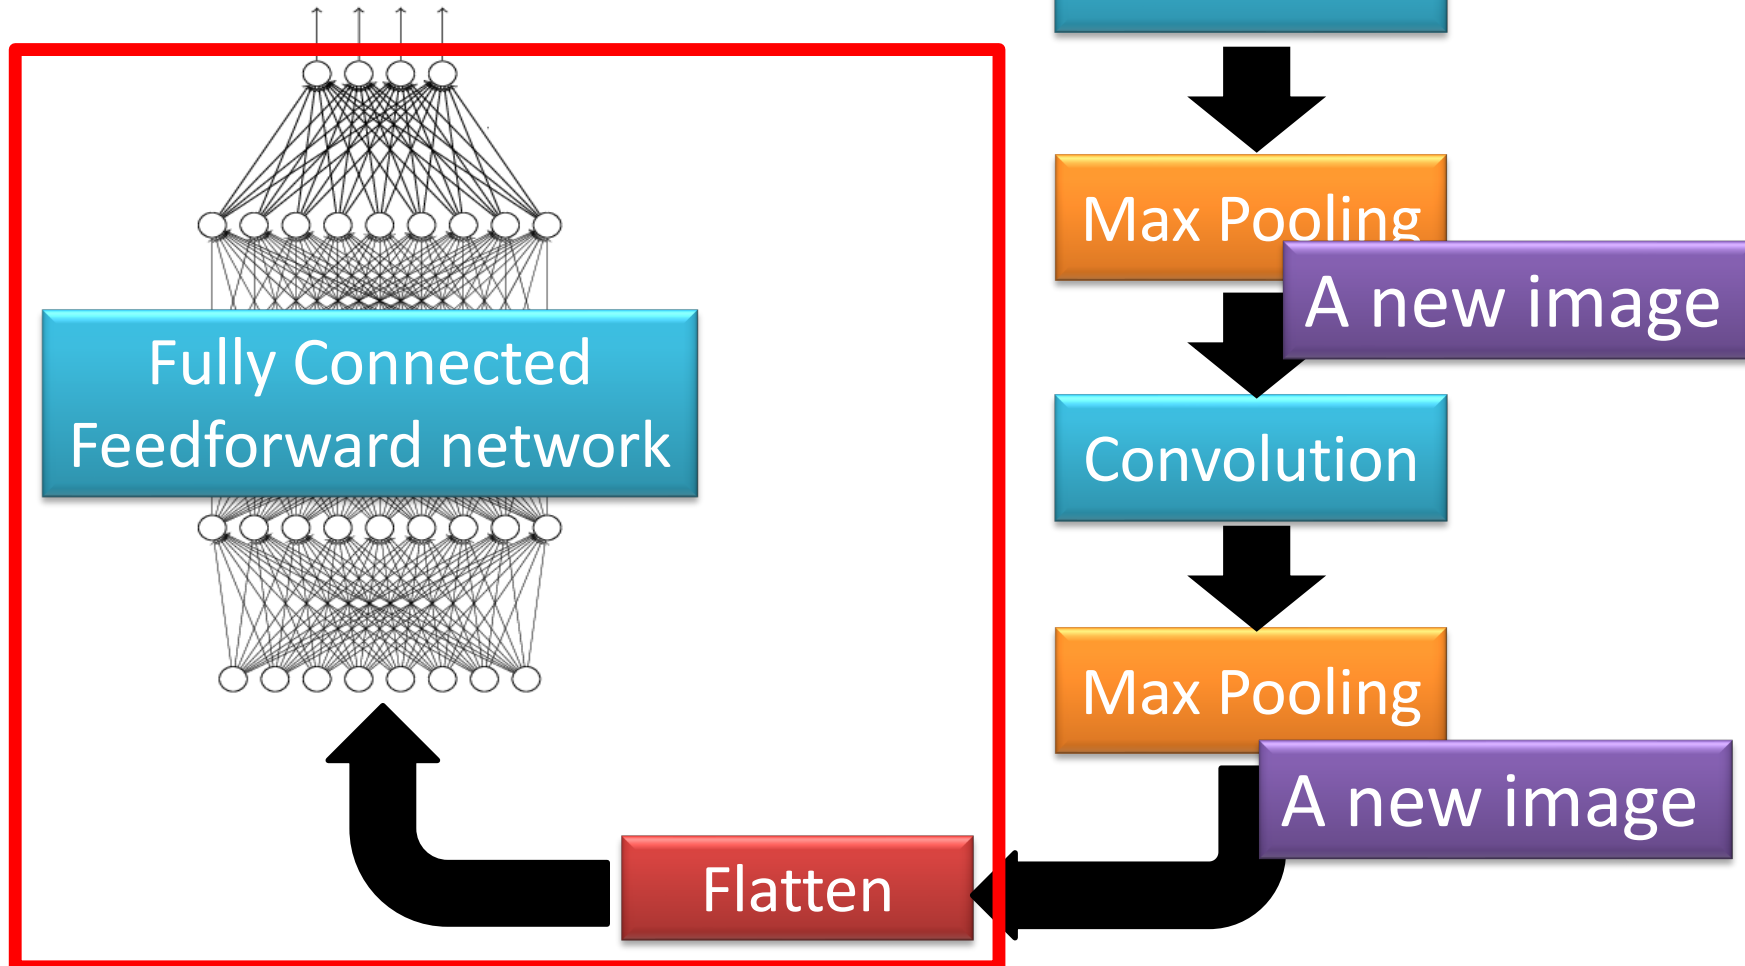 Max Pooling
A new image
Fully Connected
Feedforward network
Convolution
Max Pooling
A new image
Flatten